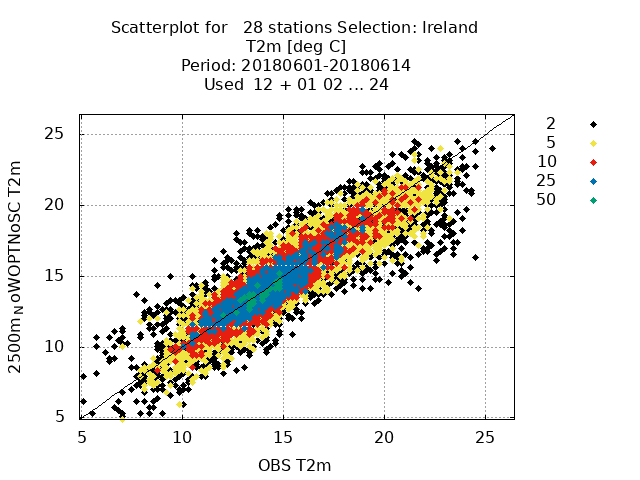 Scatterplot for   28 stations Selection: Ireland
T2m [deg C]
Period: 20180601-20180614
Used  12 + 01 02 ... 24
2
5
10
25
50
25
20
15
10
5
5 10 15 20 25
2500m_NoWOPTNoSC T2m
OBS T2m